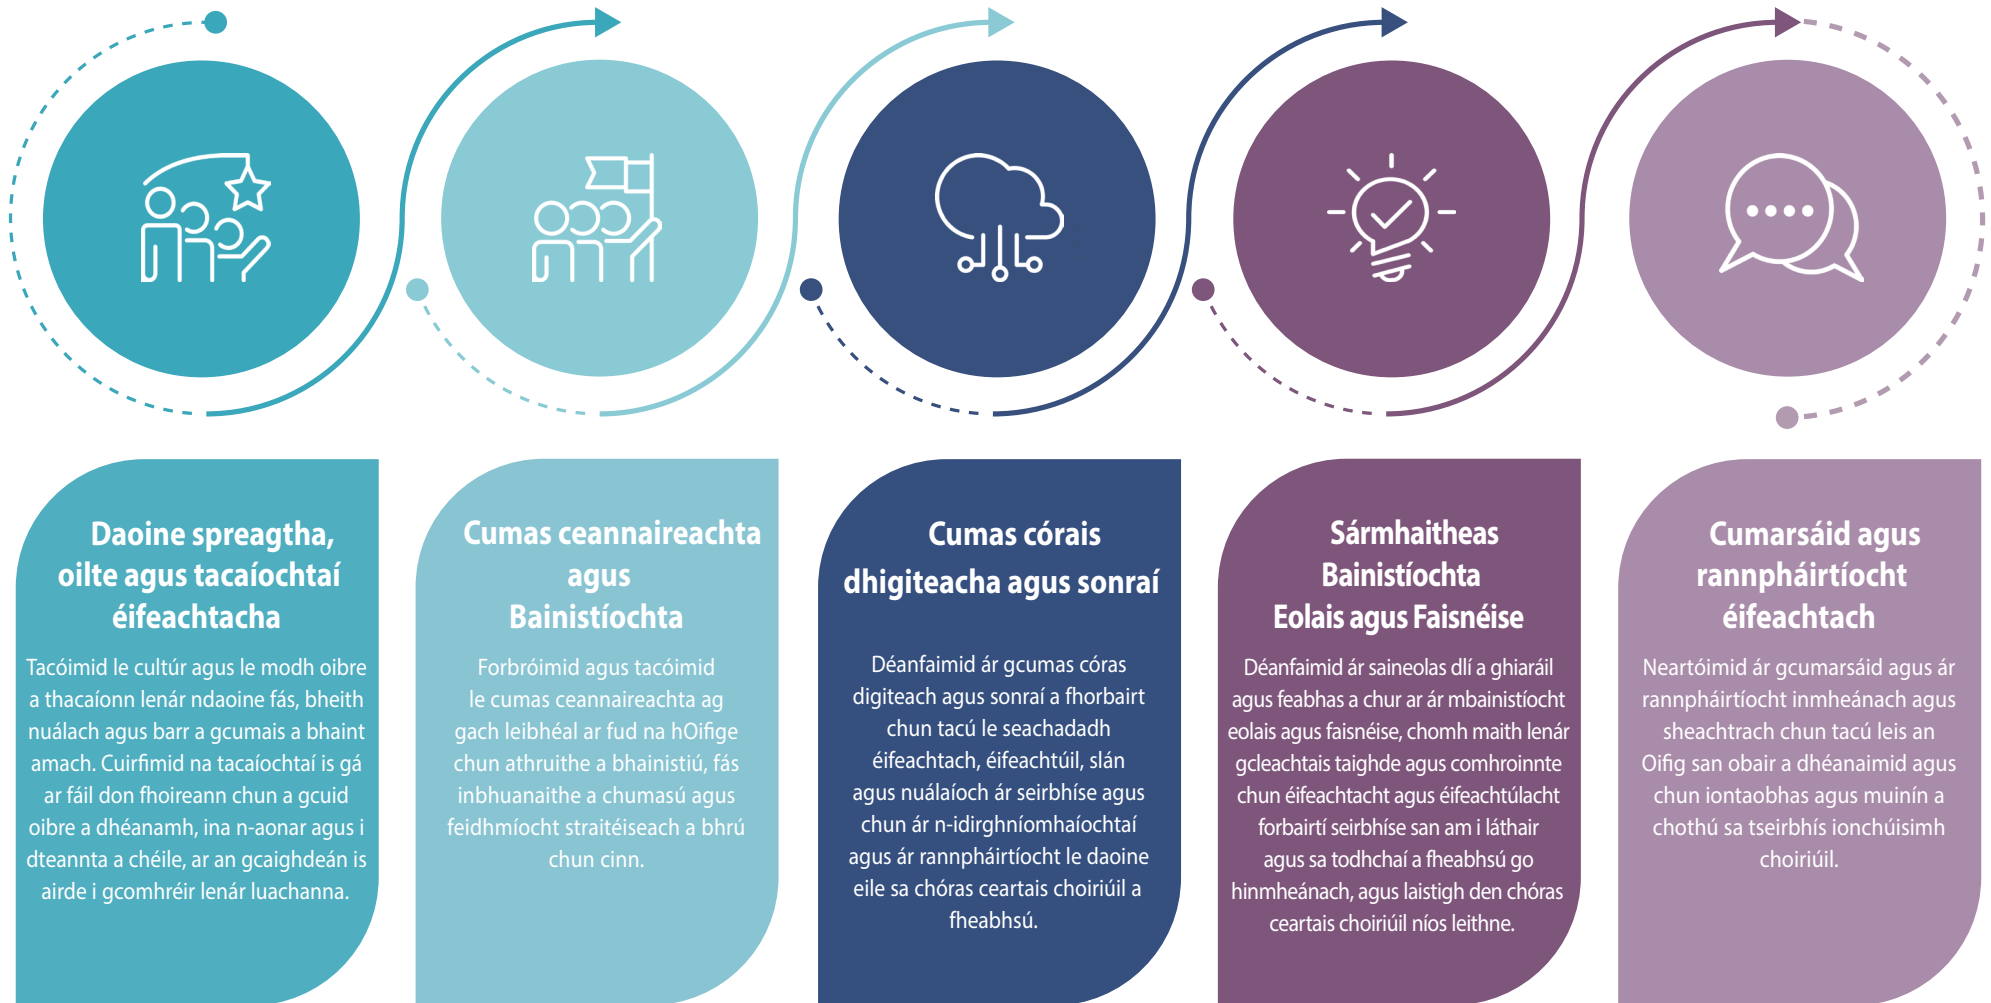 Daoine spreagtha,
oilte agus tacaíochtaí
éifeachtacha
Tacóimid le cultúr agus le modh oibre
a thacaíonn lenár ndaoine fás, bheith
nuálach agus barr a gcumais a bhaint
amach. Cuirfimid na tacaíochtaí is gá
ar fáil don fhoireann chun a gcuid
oibre a dhéanamh, ina n-aonar agus i
dteannta a chéile, ar an gcaighdeán is
airde i gcomhréir lenár luachanna.
Cumas ceannaireachta
agus
Bainistíochta
Forbróimid agus tacóimid
le cumas ceannaireachta ag
gach leibhéal ar fud na hOifige
chun athruithe a bhainistiú, fás
inbhuanaithe a chumasú agus
feidhmíocht straitéiseach a bhrú
chun cinn.
Cumas córais
dhigiteacha agus sonraí
Déanfaimid ár gcumas córas
digiteach agus sonraí a fhorbairt
chun tacú le seachadadh
éifeachtach, éifeachtúil, slán
agus nuálaíoch ár seirbhíse agus
chun ár n-idirghníomhaíochtaí
agus ár rannpháirtíocht le daoine
eile sa chóras ceartais choiriúil a
fheabhsú.
Sármhaitheas
Bainistíochta
Eolais agus Faisnéise
Déanfaimid ár saineolas dlí a ghiaráil
agus feabhas a chur ar ár mbainistíocht
eolais agus faisnéise, chomh maith lenár
gcleachtais taighde agus comhroinnte
chun éifeachtacht agus éifeachtúlacht
forbairtí seirbhíse san am i láthair
agus sa todhchaí a fheabhsú go
hinmheánach, agus laistigh den chóras
ceartais choiriúil níos leithne.
Cumarsáid agus
rannpháirtíocht
éifeachtach
Neartóimid ár gcumarsáid agus ár
rannpháirtíocht inmheánach agus
sheachtrach chun tacú leis an
Oifig san obair a dhéanaimid agus
chun iontaobhas agus muinín a
chothú sa tseirbhís ionchúisimh
choiriúil.